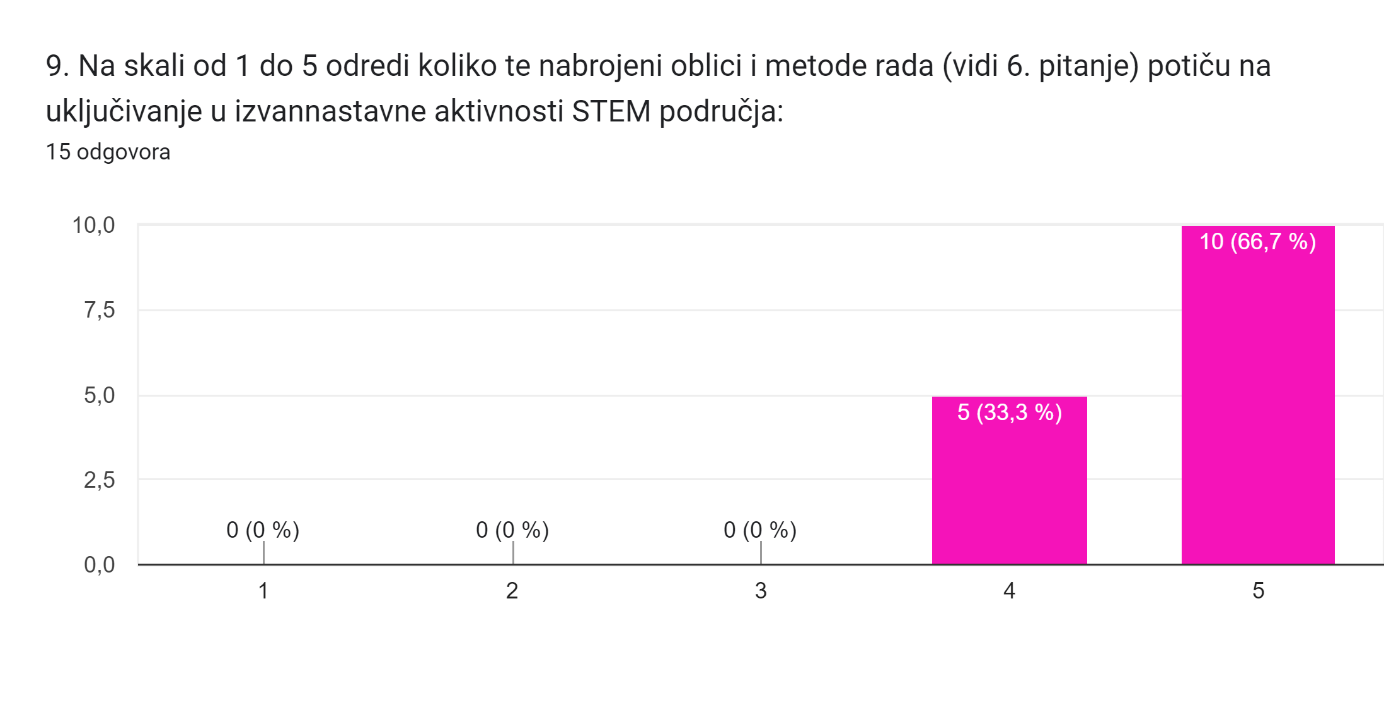 9. Na skali od 1 do 5 odredi koliko te nabrojeni oblici i metode rada (vidi 6. pitanje) potiču na
uključivanje u izvannastavne aktivnosti STEM područja:
15 odgovora
10,0
10 (66,7 %)
7,5
5,0
5 (33,3 %)
2,5
0 (0 %) 0 (0 %) 0 (0 %)
0,0
1 2 3 4 5